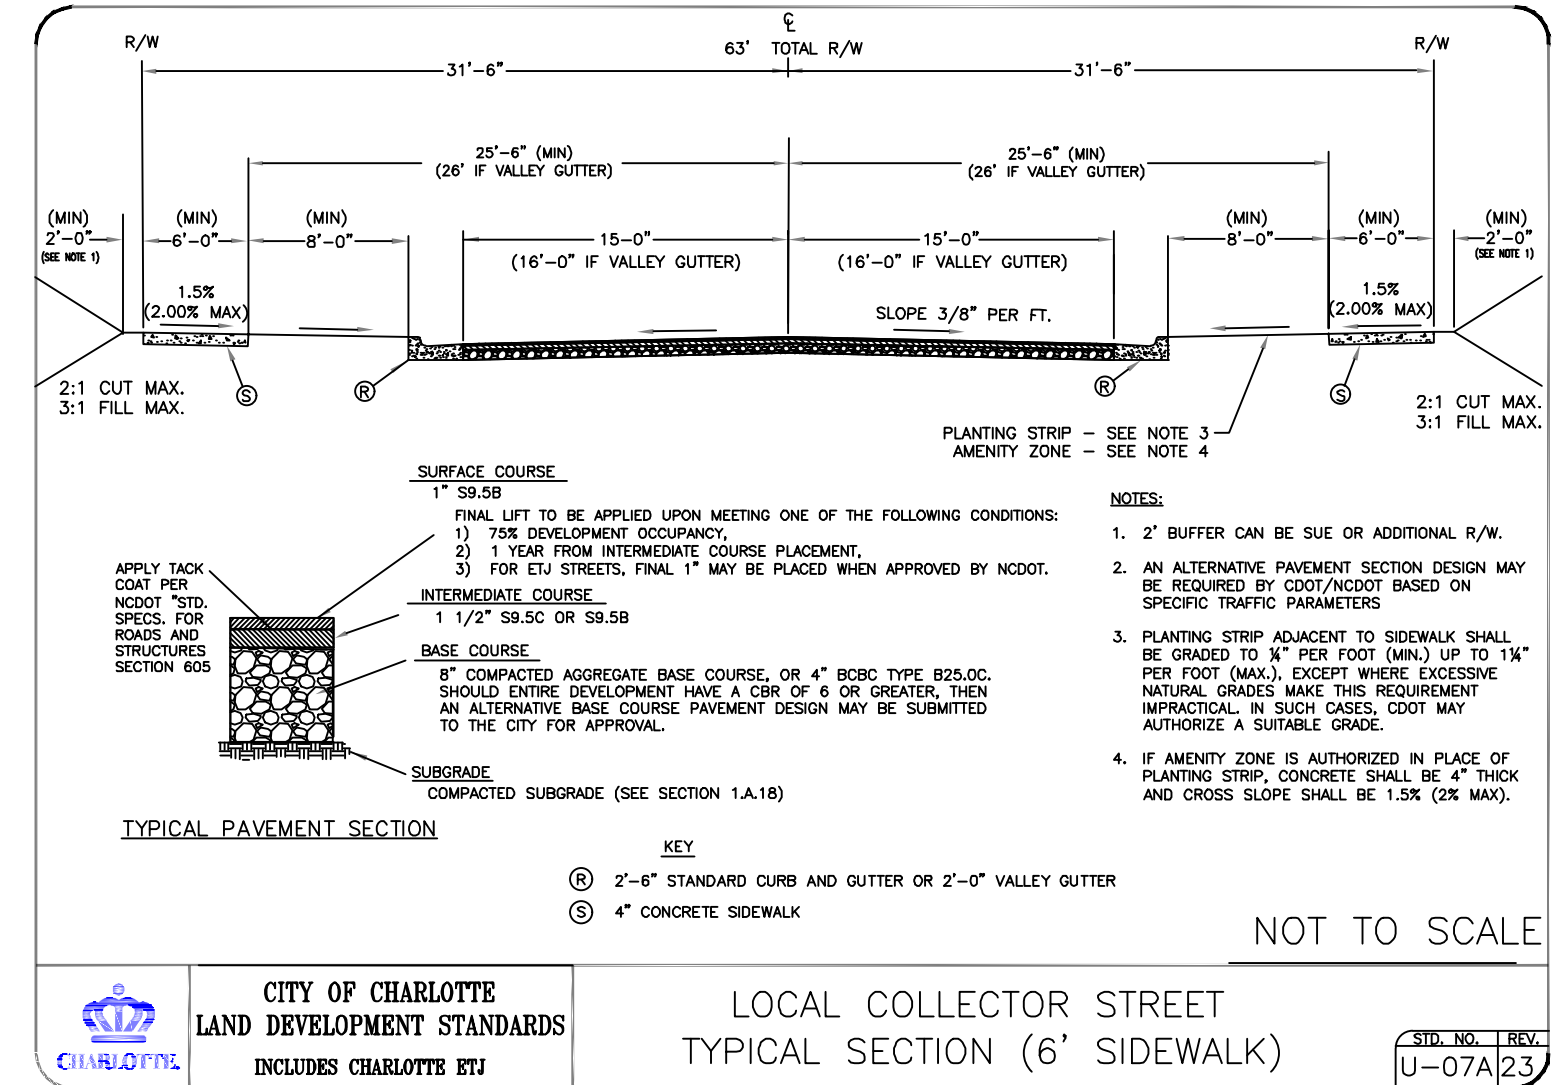 ℄
63' TOTAL R/W
R/W
R/W
31'-6"
31'-6"
25'-6" (MIN)
(26' IF VALLEY GUTTER)
25'-6" (MIN)
(26' IF VALLEY GUTTER)
(MIN)
2'-0"
(SEE NOTE 1)
(MIN)
6'-0"
(MIN)
8'-0"
15-0"
(16'-0" IF VALLEY GUTTER)
15'-0"
(16'-0" IF VALLEY GUTTER)
(MIN)
8'-0"
(MIN)
6'-0"
(MIN)
2'-0"
(SEE NOTE 1)
1.5%
(2.00% MAX)
SLOPE 3/8" PER FT.
1.5%
(2.00% MAX)
2:1 CUT MAX.
3:1 FILL MAX.
S
R
R
S
2:1 CUT MAX.
3:1 FILL MAX.
PLANTING STRIP – SEE NOTE 3
AMENITY ZONE – SEE NOTE 4
SURFACE COURSE
1" S9.5B
FINAL LIFT TO BE APPLIED UPON MEETING ONE OF THE FOLLOWING CONDITIONS:
1) 75% DEVELOPMENT OCCUPANCY,
2) 1 YEAR FROM INTERMEDIATE COURSE PLACEMENT,
3) FOR ETJ STREETS, FINAL 1" MAY BE PLACED WHEN APPROVED BY NCDOT.
APPLY TACK
COAT PER
NCDOT "STD.
SPECS. FOR
ROADS AND
STRUCTURES
SECTION 605
INTERMEDIATE COURSE
1 1/2" S9.5C OR S9.5B
BASE COURSE
8" COMPACTED AGGREGATE BASE COURSE, OR 4" BCBC TYPE B25.0C.
SHOULD ENTIRE DEVELOPMENT HAVE A CBR OF 6 OR GREATER, THEN
AN ALTERNATIVE BASE COURSE PAVEMENT DESIGN MAY BE SUBMITTED
TO THE CITY FOR APPROVAL.
SUBGRADE
COMPACTED SUBGRADE (SEE SECTION 1.A.18)
TYPICAL PAVEMENT SECTION
NOTES:
1. 2' BUFFER CAN BE SUE OR ADDITIONAL R/W.
2. AN ALTERNATIVE PAVEMENT SECTION DESIGN MAY
BE REQUIRED BY CDOT/NCDOT BASED ON
SPECIFIC TRAFFIC PARAMETERS
3. PLANTING STRIP ADJACENT TO SIDEWALK SHALL
BE GRADED TO ¼" PER FOOT (MIN.) UP TO 1¼"
PER FOOT (MAX.), EXCEPT WHERE EXCESSIVE
NATURAL GRADES MAKE THIS REQUIREMENT
IMPRACTICAL. IN SUCH CASES, CDOT MAY
AUTHORIZE A SUITABLE GRADE.
4. IF AMENITY ZONE IS AUTHORIZED IN PLACE OF
PLANTING STRIP, CONCRETE SHALL BE 4" THICK
AND CROSS SLOPE SHALL BE 1.5% (2% MAX).
KEY
R 2'-6" STANDARD CURB AND GUTTER OR 2'-0" VALLEY GUTTER
S 4" CONCRETE SIDEWALK
NOT TO SCALE
CHARLOTTE.
CITY OF CHARLOTTE
LAND DEVELOPMENT STANDARDS
INCLUDES CHARLOTTE ETJ
LOCAL COLLECTOR STREET
TYPICAL SECTION (6' SIDEWALK)
STD. NO. REV.
U-07A 23